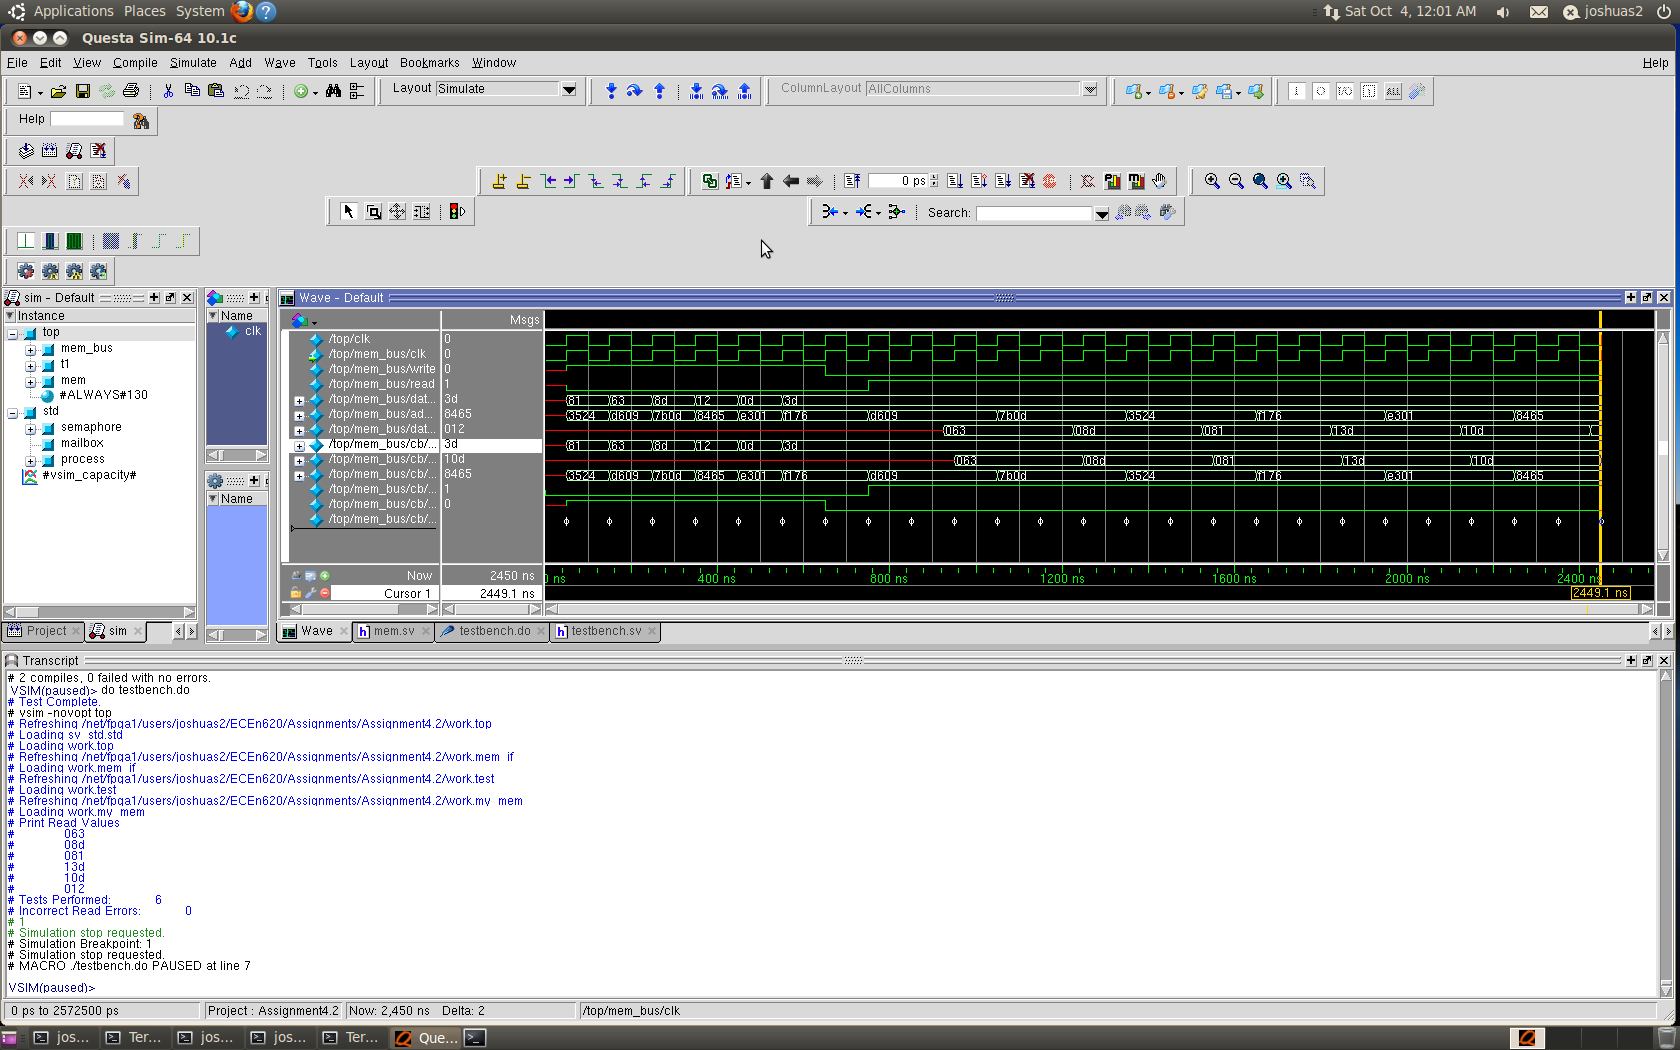 Applications Places System Sat Oct 4, 12:01 AM joshuas2
Questa Sim-64 10.1c
File Edit View Compile Simulate Add Wave Tools Layout Bookmarks Window Help
Layout Simulate ColumnLayout AllColumns
Help
0 ps
Search:
sim - Default
Instance
top
mem_bus
t1
mem
#ALWAYS#130
std
semaphore
mailbox
process
#vsim_capacity#
Project sim
Name
clk
Name
Wave - Default
Msgs
/top/clk 0
/top/mem_bus/clk 0
/top/mem_bus/write 0
/top/mem_bus/read 1
/top/mem_bus/dat... 3d 81 63 8d 12 0d 3d
/top/mem_bus/ad... 8465 3524 d609 7b0d 8465 e301 f176 d609 7b0d 3524 f176 e301 8465
/top/mem_bus/dat... 012 063 08d 081 13d 10d
/top/mem_bus/cb/... 3d 81 63 8d 12 0d 3d
/top/mem_bus/cb/... 10d 063 08d 081 13d 10d
/top/mem_bus/cb/... 8465 3524 d609 7b0d 8465 e301 f176 d609 7b0d 3524 f176 e301 8465
/top/mem_bus/cb/... 1
/top/mem_bus/cb/... 0
/top/mem_bus/cb/...
Now 2450 ns 0 ns 400 ns 800 ns 1200 ns 1600 ns 2000 ns 2400 ns
Cursor 1 2449.1 ns 2449.1 ns
Wave mem.sv testbench.do testbench.sv
Transcript
# 2 compiles, 0 failed with no errors.
VSIM(paused)> do testbench.do
# Test Complete.
# vsim -novopt top
# Refreshing /net/fpga1/users/joshuas2/ECEn620/Assignments/Assignment4.2/work.top
# Loading sv_std.std
# Loading work.top
# Refreshing /net/fpga1/users/joshuas2/ECEn620/Assignments/Assignment4.2/work.mem_if
# Loading work.mem_if
# Refreshing /net/fpga1/users/joshuas2/ECEn620/Assignments/Assignment4.2/work.test
# Loading work.test
# Refreshing /net/fpga1/users/joshuas2/ECEn620/Assignments/Assignment4.2/work.my_mem
# Loading work.my_mem
# Print Read Values
# 063
# 08d
# 081
# 13d
# 10d
# 012
# Tests Performed: 6
# Incorrect Read Errors: 0
# 1
# Simulation stop requested.
# Simulation Breakpoint: 1
# Simulation stop requested.
# MACRO ./testbench.do PAUSED at line 7
VSIM(paused)>
0 ps to 2572500 ps Project : Assignment4.2 Now: 2,450 ns Delta: 2 /top/mem_bus/clk
jos... Ter... jos... jos... Ter... Que...